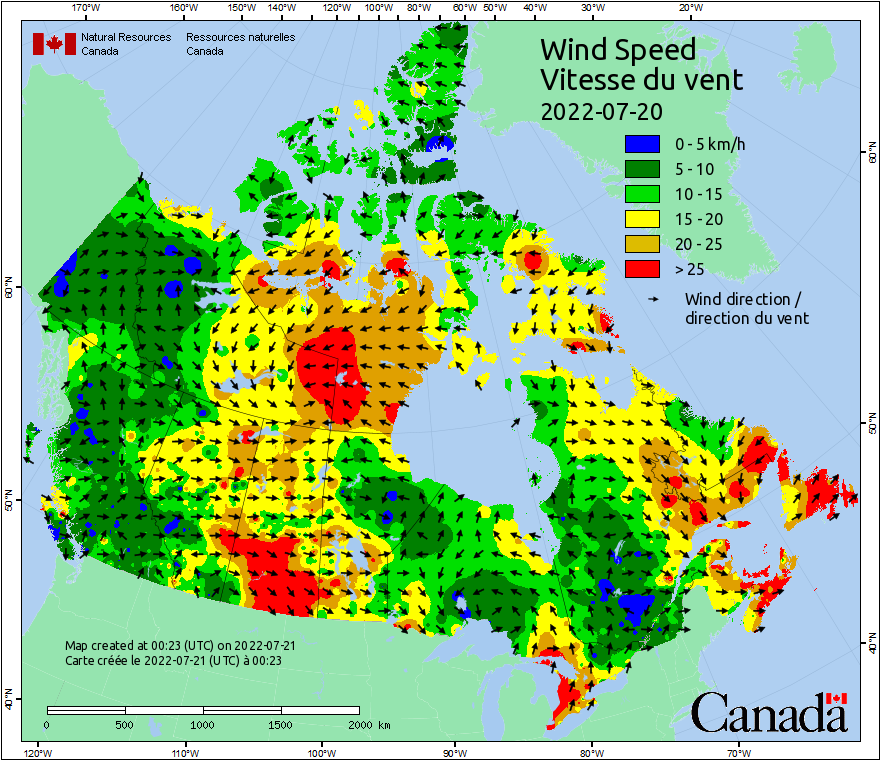 170°W 160°W 150°W 140°W 120°W 110°W 100°W 80°W 60°W 50°W 40°W 30°W 20°W
Natural Resources Canada
Ressources naturelles Canada
Wind Speed
Vitesse du vent
2022-07-20
0 - 5 km/h
5 - 10
10 - 15
15 - 20
20 - 25
> 25
Wind direction /
direction du vent
60°N
50°N
40°N
60°N
50°N
40°N
Map created at 00:23 (UTC) on 2022-07-21
Carte créée le 2022-07-21 (UTC) à 00:23
0 500 1000 1500 2000 km
Canada
120°W 110°W 100°W 90°W 80°W 70°W